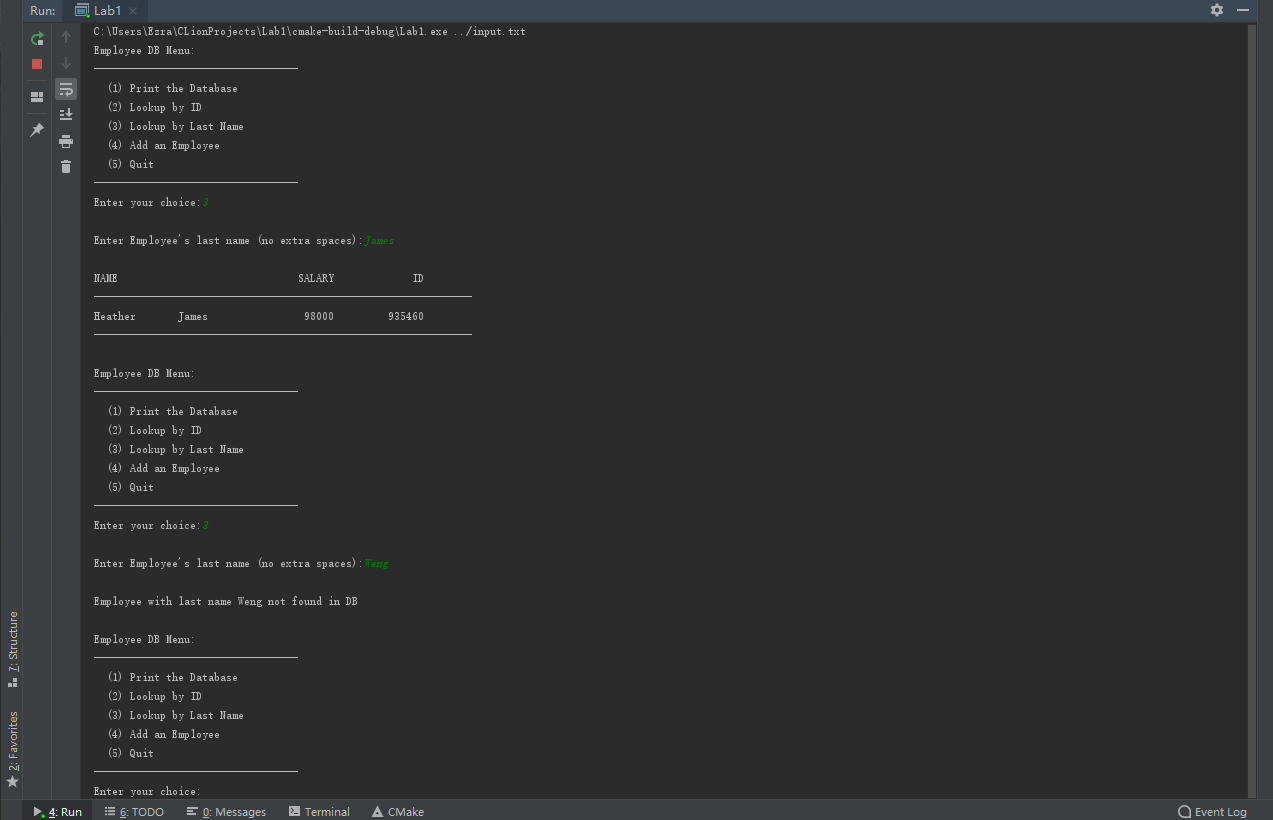 Run: Lab1
C:\Users\Ezra\CLionProjects\Lab1\cmake-build-debug\Lab1.exe ../input.txt
Employee DB Menu:
(1) Print the Database
(2) Lookup by ID
(3) Lookup by Last Name
(4) Add an Employee
(5) Quit
Enter your choice:3
Enter Employee's last name (no extra spaces):James
NAME SALARY ID
Heather James 98000 935460
Employee DB Menu:
(1) Print the Database
(2) Lookup by ID
(3) Lookup by Last Name
(4) Add an Employee
(5) Quit
Enter your choice:3
Enter Employee's last name (no extra spaces):Weng
Employee with last name Weng not found in DB
Employee DB Menu:
(1) Print the Database
(2) Lookup by ID
(3) Lookup by Last Name
(4) Add an Employee
(5) Quit
Enter your choice:
7: Structure
2: Favorites
4: Run 6: TODO 0: Messages Terminal CMake Event Log